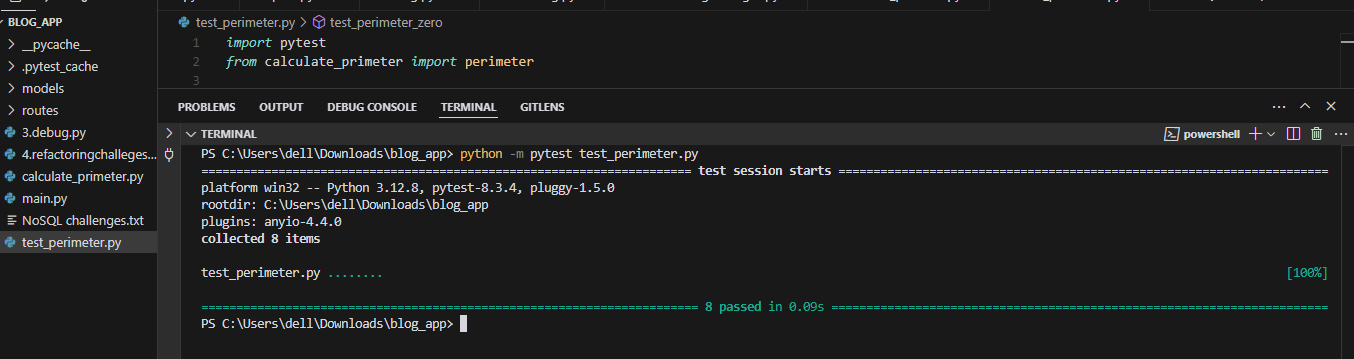 BLOG_APP
__pycache__
.pytest_cache
models
routes
3.debug.py
4.refactoringchalleges...
calculate_primeter.py
main.py
NoSQL challenges.txt
test_perimeter.py
test_perimeter.py > test_perimeter_zero
1 import pytest
2 from calculate_primeter import perimeter
3
PROBLEMS OUTPUT DEBUG CONSOLE TERMINAL GITLENS
TERMINAL
powershell
PS C:\Users\dell\Downloads\blog_app> python -m pytest test_perimeter.py
test session starts
platform win32 -- Python 3.12.8, pytest-8.3.4, pluggy-1.5.0
rootdir: C:\Users\dell\Downloads\blog_app
plugins: anyio-4.4.0
collected 8 items
test_perimeter.py ........ [100%]
8 passed in 0.09s
PS C:\Users\dell\Downloads\blog_app>